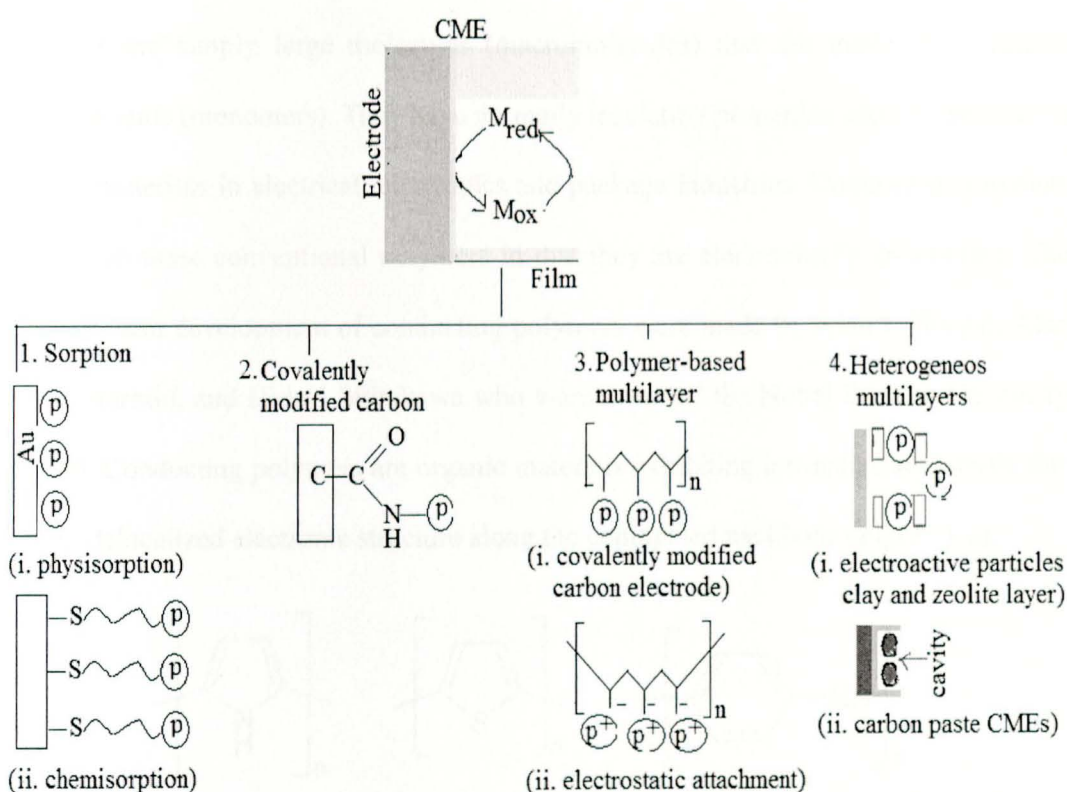 CME
Electrode
Mred
Mox
Film
1. Sorption
Au
p
p
p
(i. physisorption)
S p
S p
S p
(ii. chemisorption)
2. Covalently
modified carbon
O
C C
N p
H
3. Polymer-based
multilayer
n
p p p
(i. covalently modified
carbon electrode)
n
- - -
p+ p+ p+
(ii. electrostatic attachment)
4. Heterogeneos
multilayers
p
p
p
(i. electroactive particles
clay and zeolite layer)
cavity
(ii. carbon paste CMEs)